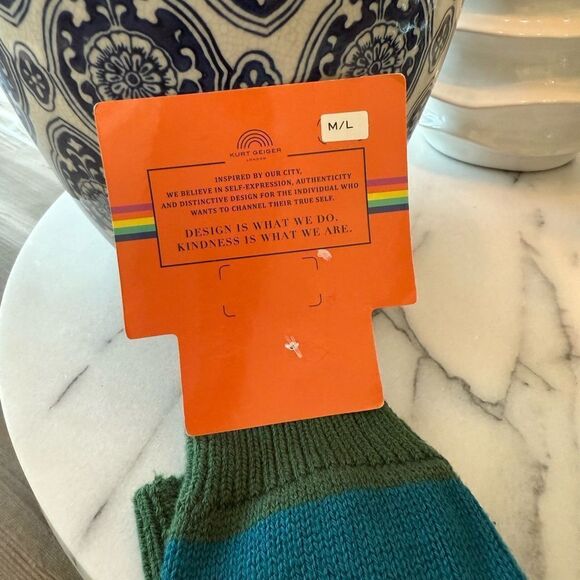 M/L
KURT GEIGER
LONDON
INSPIRED BY OUR CITY,
WE BELIEVE IN SELF-EXPRESSION, AUTHENTICITY
AND DISTINCTIVE DESIGN FOR THE INDIVIDUAL WHO
WANTS TO CHANNEL THEIR TRUE SELF.
DESIGN IS WHAT WE DO.
KINDNESS IS WHAT WE ARE.